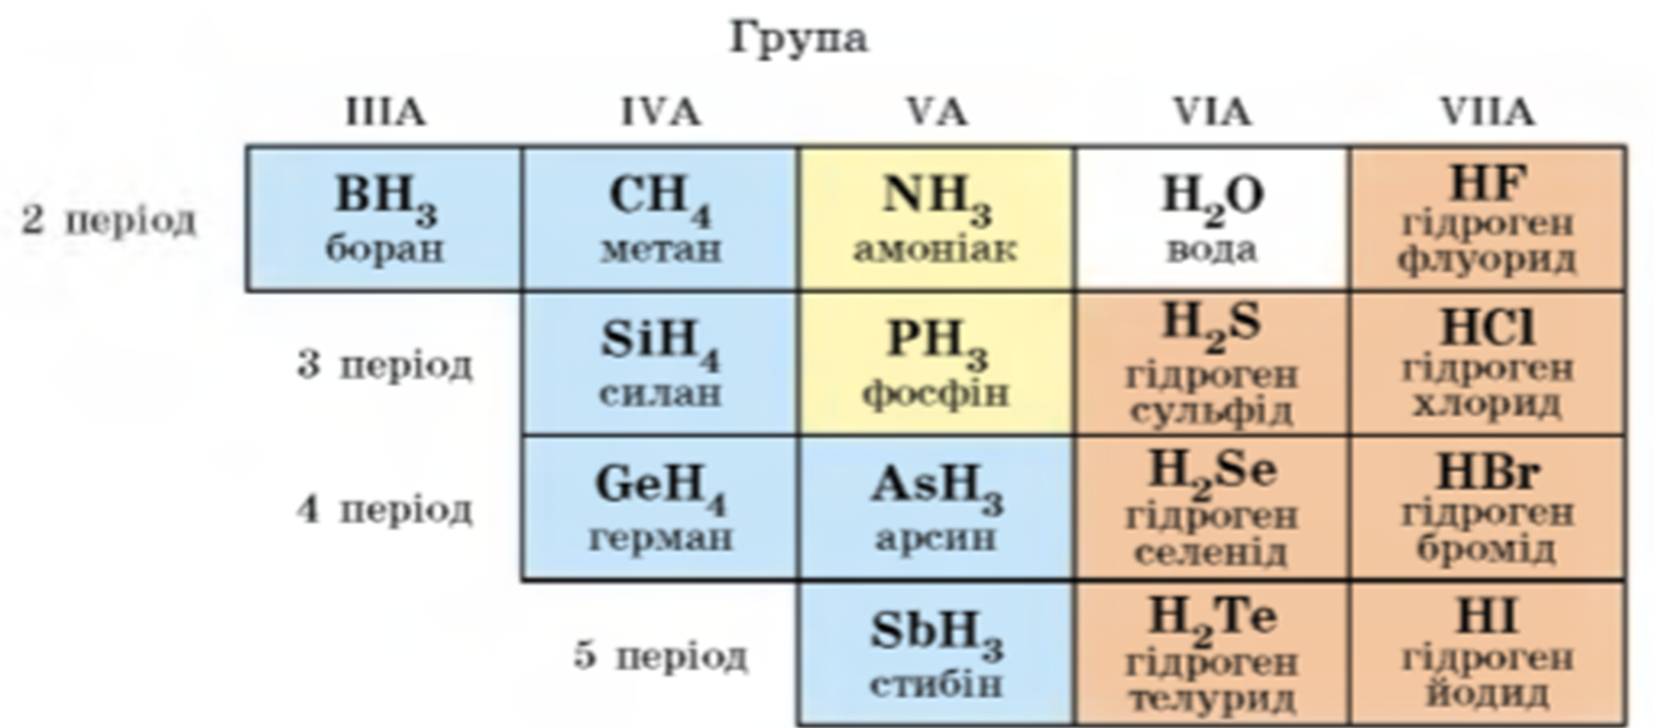 Група
IIIA IVA VA VIA VIIA
2 період
BH₃
боран
CH₄
метан
NH₃
амоніак
H₂O
вода
HF
гідроген
флуорид
3 період
SiH₄
силан
PH₃
фосфін
H₂S
гідроген
сульфід
HCl
гідроген
хлорид
4 період
GeH₄
герман
AsH₃
арсин
H₂Se
гідроген
селенід
HBr
гідроген
бромід
5 період
SbH₃
стибін
H₂Te
гідроген
телурид
HI
гідроген
йодид